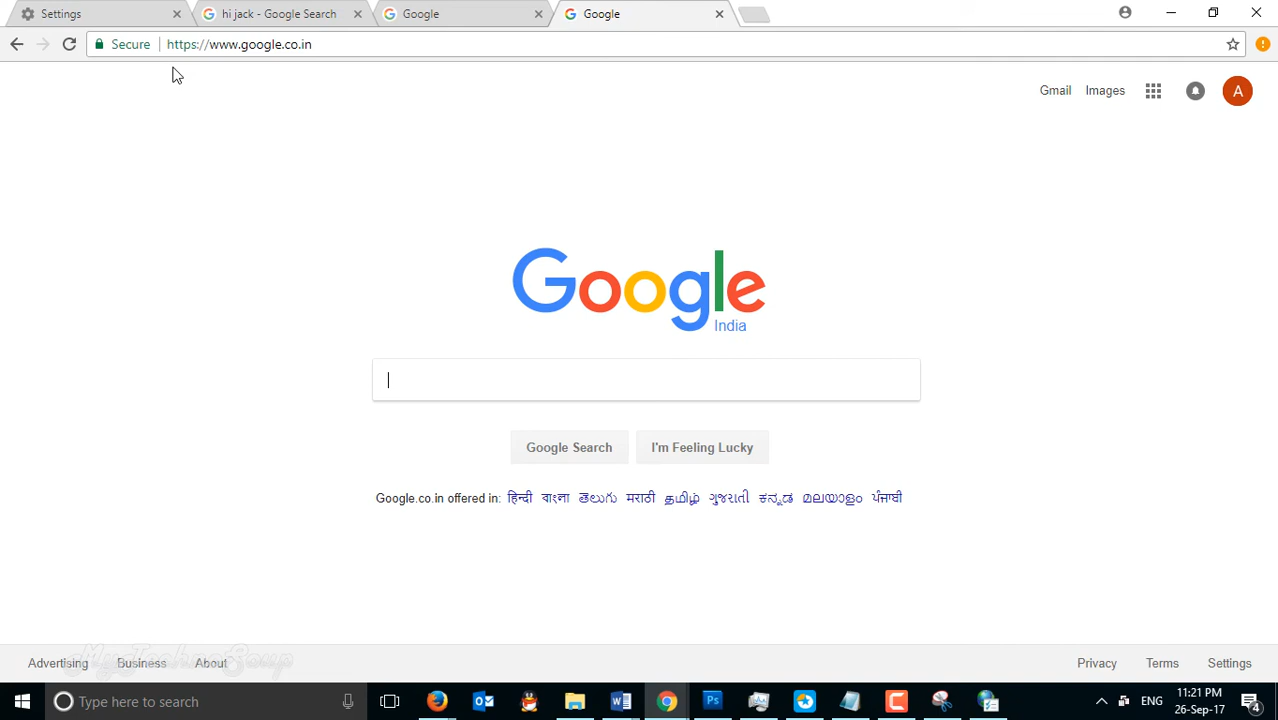 Settings hi jack - Google Search Google Google
Secure https://www.google.co.in
Gmail Images A
Google
India
Google Search I'm Feeling Lucky
Google.co.in offered in: हिन्दी বাংলা తెలుగు मराठी தமிழ் ગુજરાતી ಕನ್ನಡ മലയാളം ਪੰਜਾਬੀ
Advertising Business About Privacy Terms Settings
MyTechnoSoup
Type here to search ENG 11:21 PM 26-Sep-17 4